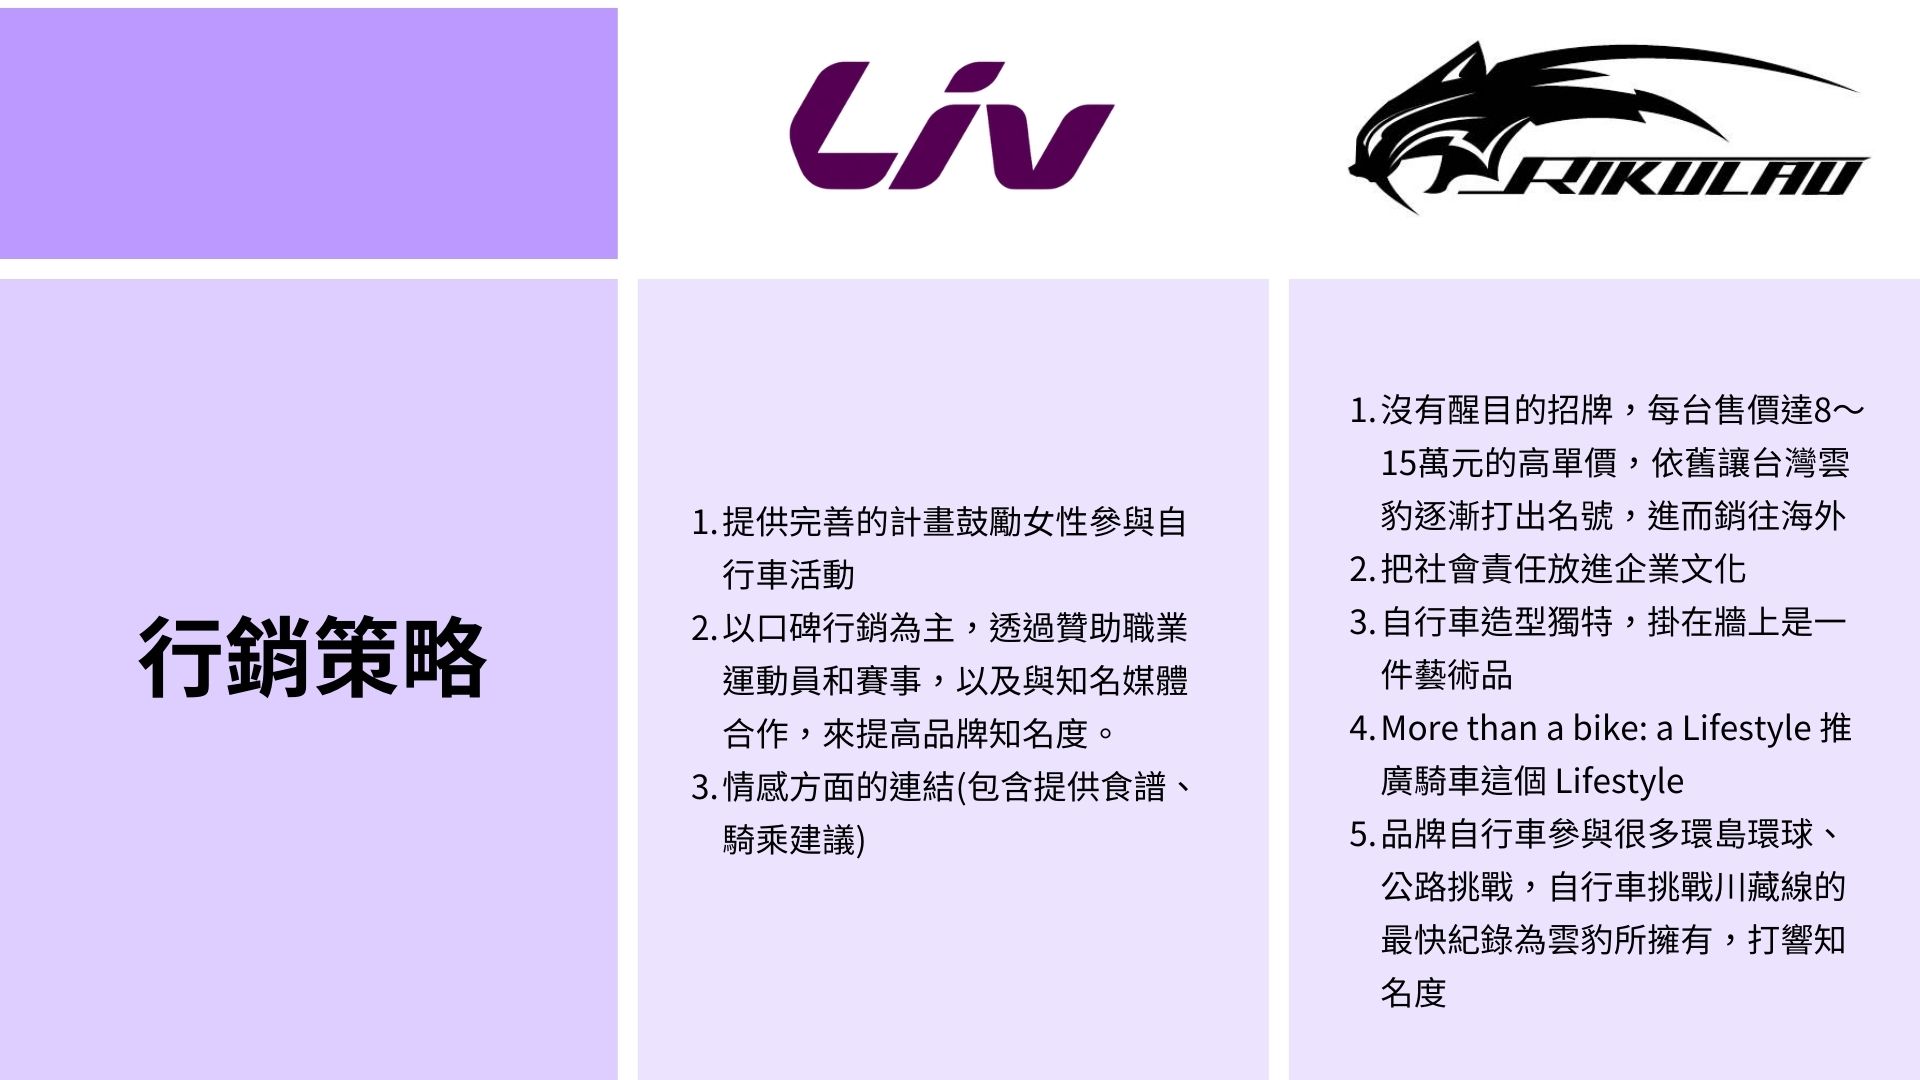 Liv
RIKULAU
行銷策略
1. 提供完善的計畫鼓勵女性參與自
行車活動
2. 以口碑行銷為主，透過贊助職業
運動員和賽事，以及與知名媒體
合作，來提高品牌知名度。
3. 情感方面的連結(包含提供食譜、
騎乘建議)
1. 沒有醒目的招牌，每台售價達8～
15萬元的高單價，依舊讓台灣雲
豹逐漸打出名號，進而銷往海外
2. 把社會責任放進企業文化
3. 自行車造型獨特，掛在牆上是一
件藝術品
4. More than a bike: a Lifestyle 推
廣騎車這個 Lifestyle
5. 品牌自行車參與很多環島環球、
公路挑戰，自行車挑戰川藏線的
最快紀錄為雲豹所擁有，打響知
名度